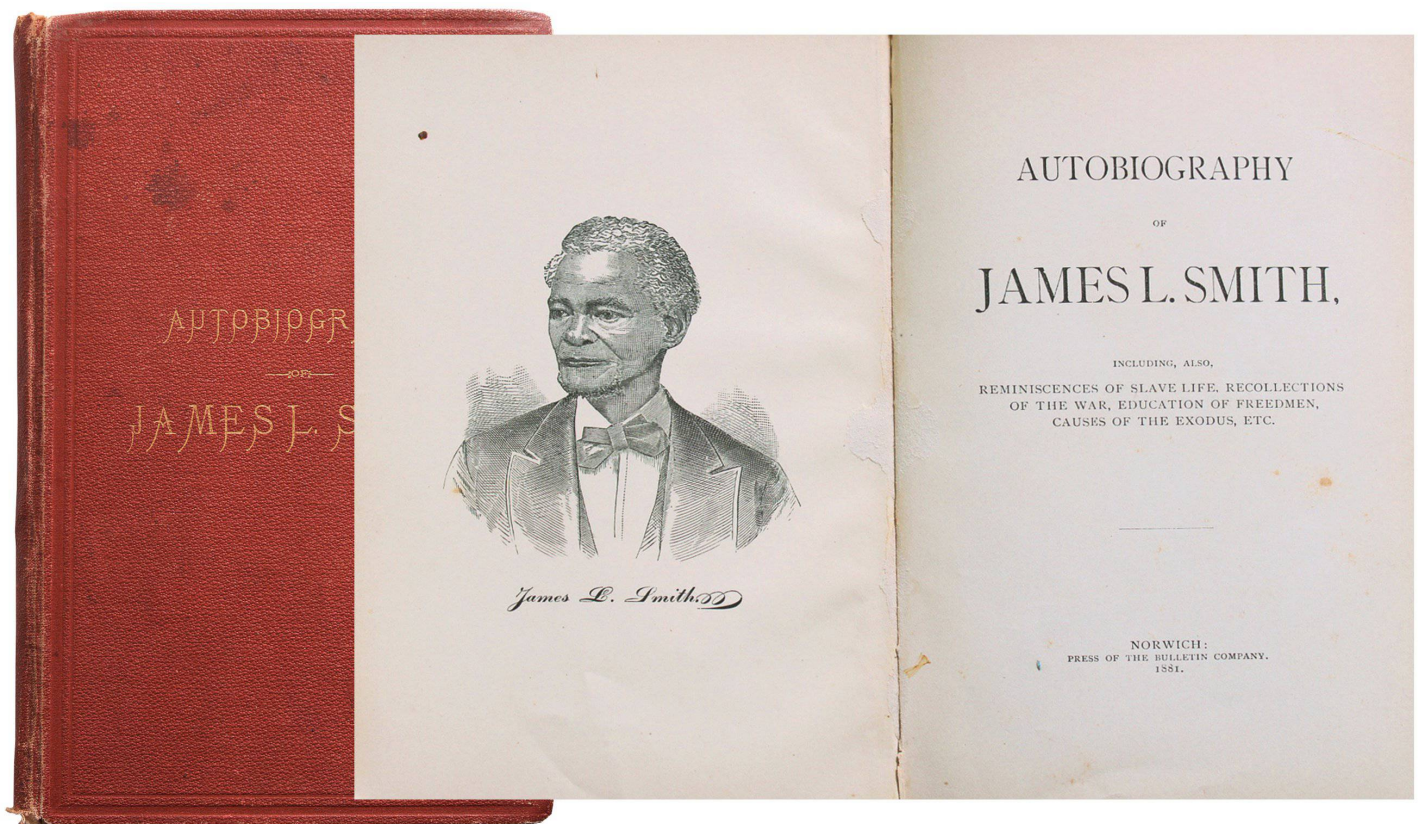 AUTOBIOGR
OF
JAMES L. S
James L. Smith.
AUTOBIOGRAPHY
OF
JAMES L. SMITH,
INCLUDING, ALSO,
REMINISCENCES OF SLAVE LIFE, RECOLLECTIONS
OF THE WAR, EDUCATION OF FREEDMEN,
CAUSES OF THE EXODUS, ETC.
NORWICH:
PRESS OF THE BULLETIN COMPANY.
1881.